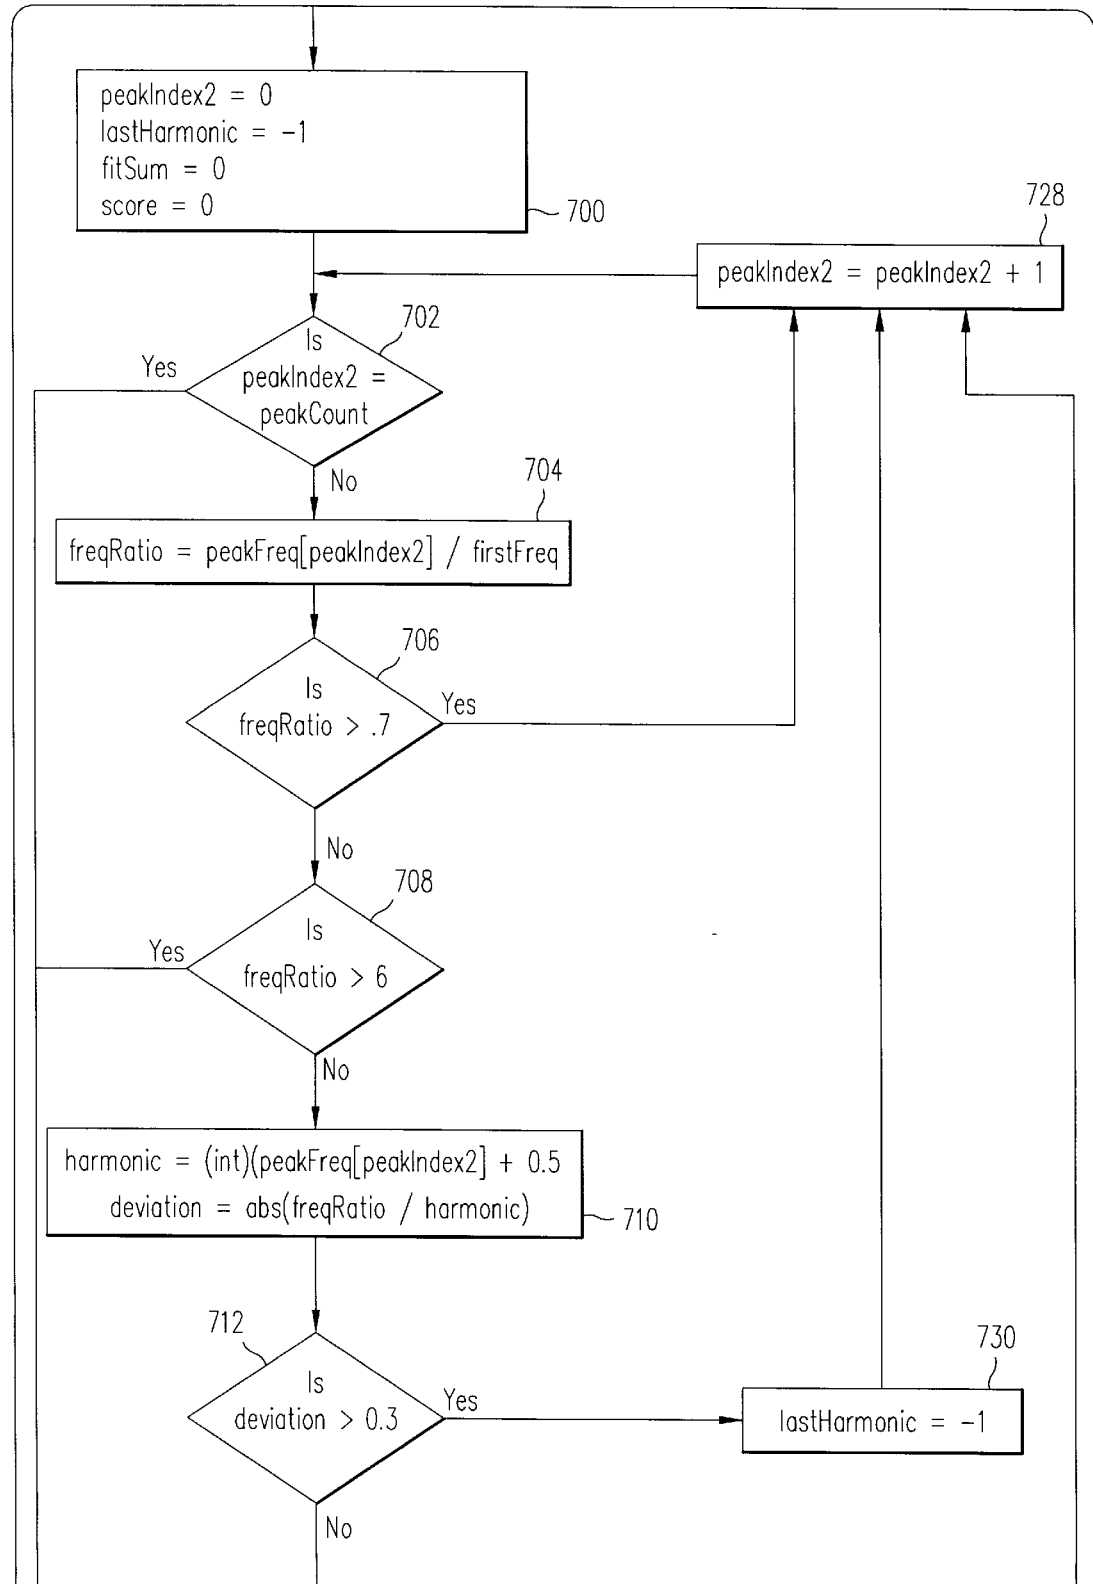 peakIndex2 = 0
lastHarmonic = -1
fitSum = 0
score = 0
700
728
peakIndex2 = peakIndex2 + 1
702
Is
peakIndex2 =
peakCount
Yes
No
704
freqRatio = peakFreq[peakIndex2] / firstFreq
706
Is
freqRatio > .7
Yes
No
708
Is
freqRatio > 6
Yes
No
harmonic = (int)(peakFreq[peakIndex2] + 0.5
deviation = abs(freqRatio / harmonic)
710
712
Is
deviation > 0.3
Yes
730
lastHarmonic = -1
No